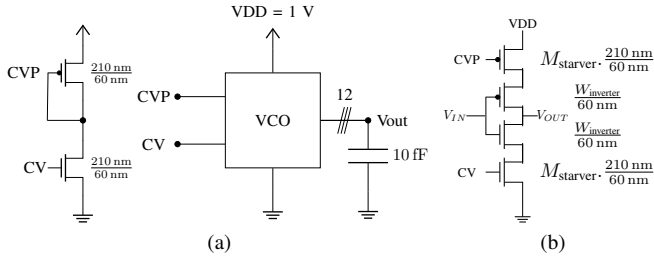 VDD = 1 V
CVP
210 nm
60 nm
CV
210 nm
60 nm
CVP
CV
VCO
12
Vout
10 fF
(a)
VDD
CVP
M_starver · 210 nm
60 nm
V_IN
W_inverter
60 nm
V_OUT
W_inverter
60 nm
CV
M_starver · 210 nm
60 nm
(b)